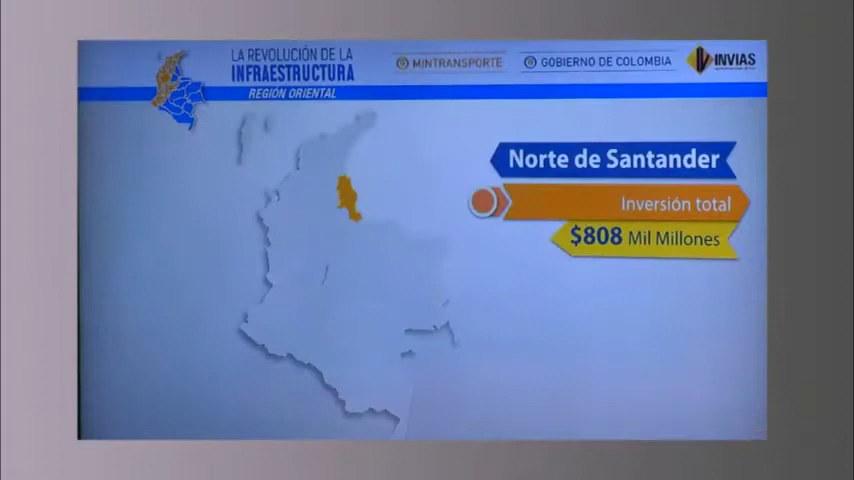 LA REVOLUCIÓN DE LA
INFRAESTRUCTURA
REGIÓN ORIENTAL
MINTRANSPORTE
GOBIERNO DE COLOMBIA
INVIAS
Norte de Santander
Inversión total
$808 Mil Millones